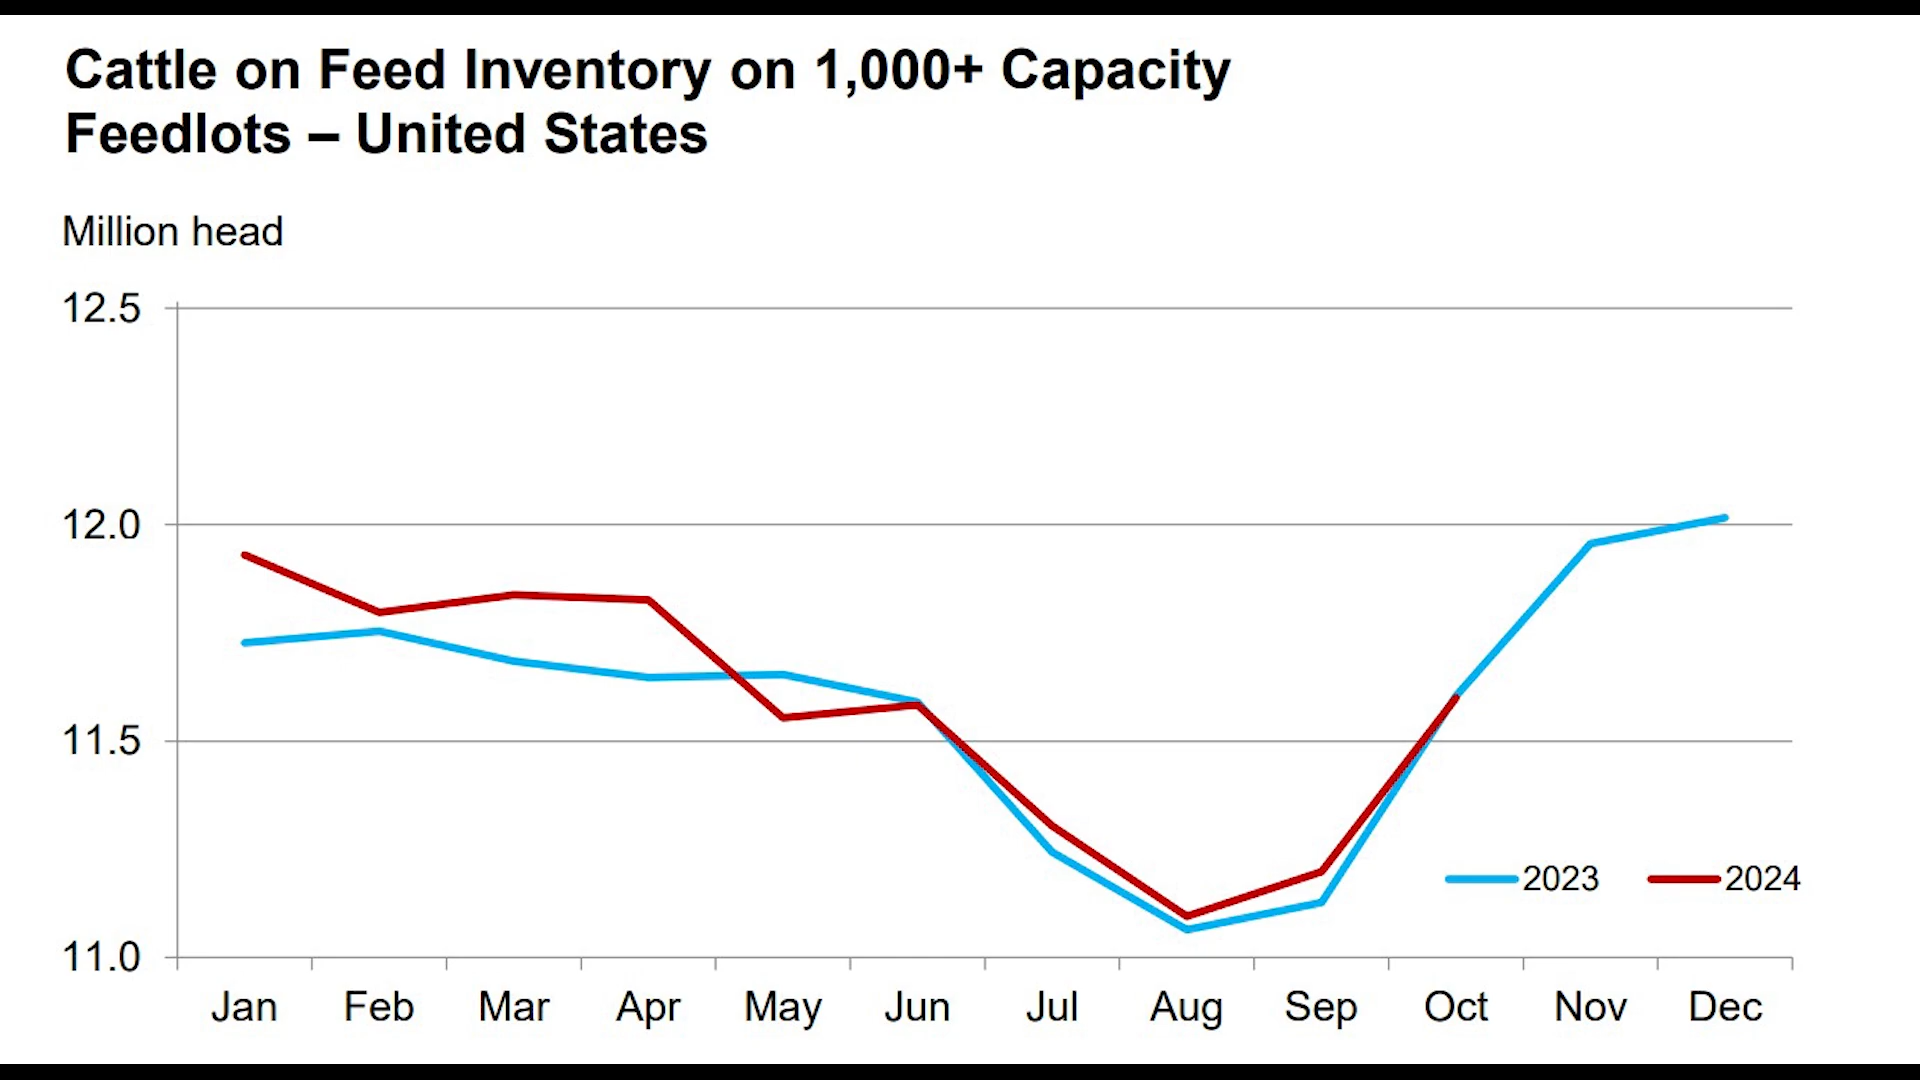 Cattle on Feed Inventory on 1,000+ Capacity
Feedlots – United States
Million head
12.5
12.0
11.5
11.0
2023 2024
Jan Feb Mar Apr May Jun Jul Aug Sep Oct Nov Dec